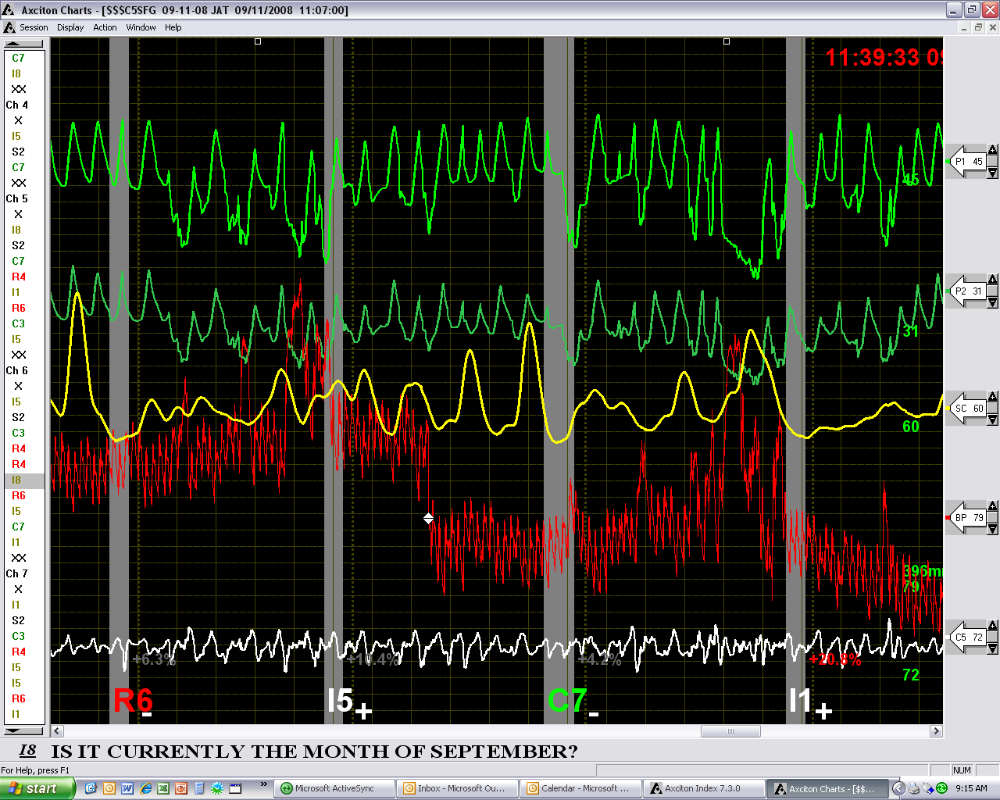 Axciton Charts - [$$$C5SFG 09-11-08 JAT 09/11/2008 11:07:00]
Session Display Action Window Help
C7
I8
XX
Ch 4
X
I5
S2
C7
XX
Ch 5
X
I8
S2
C7
R4
I1
R6
C3
I5
XX
Ch 6
X
I5
S2
C3
R4
R4
I8
R6
I5
C7
I1
XX
Ch 7
X
I1
S2
C3
R4
I5
I5
R6
I1
11:39:33 09
45
P1 45
31
P2 31
60
SC 60
396m
79
BP 79
72
C5 72
+6.3%
+4.2%
+20.8%
R6 -
I5 +
C7 -
I1 +
I8 IS IT CURRENTLY THE MONTH OF SEPTEMBER?
For Help, press F1
NUM
start
Microsoft ActiveSync
Inbox - Microsoft Ou...
Calendar - Microsoft ...
Axciton Index 7.3.0
Axciton Charts - [$$...
9:15 AM